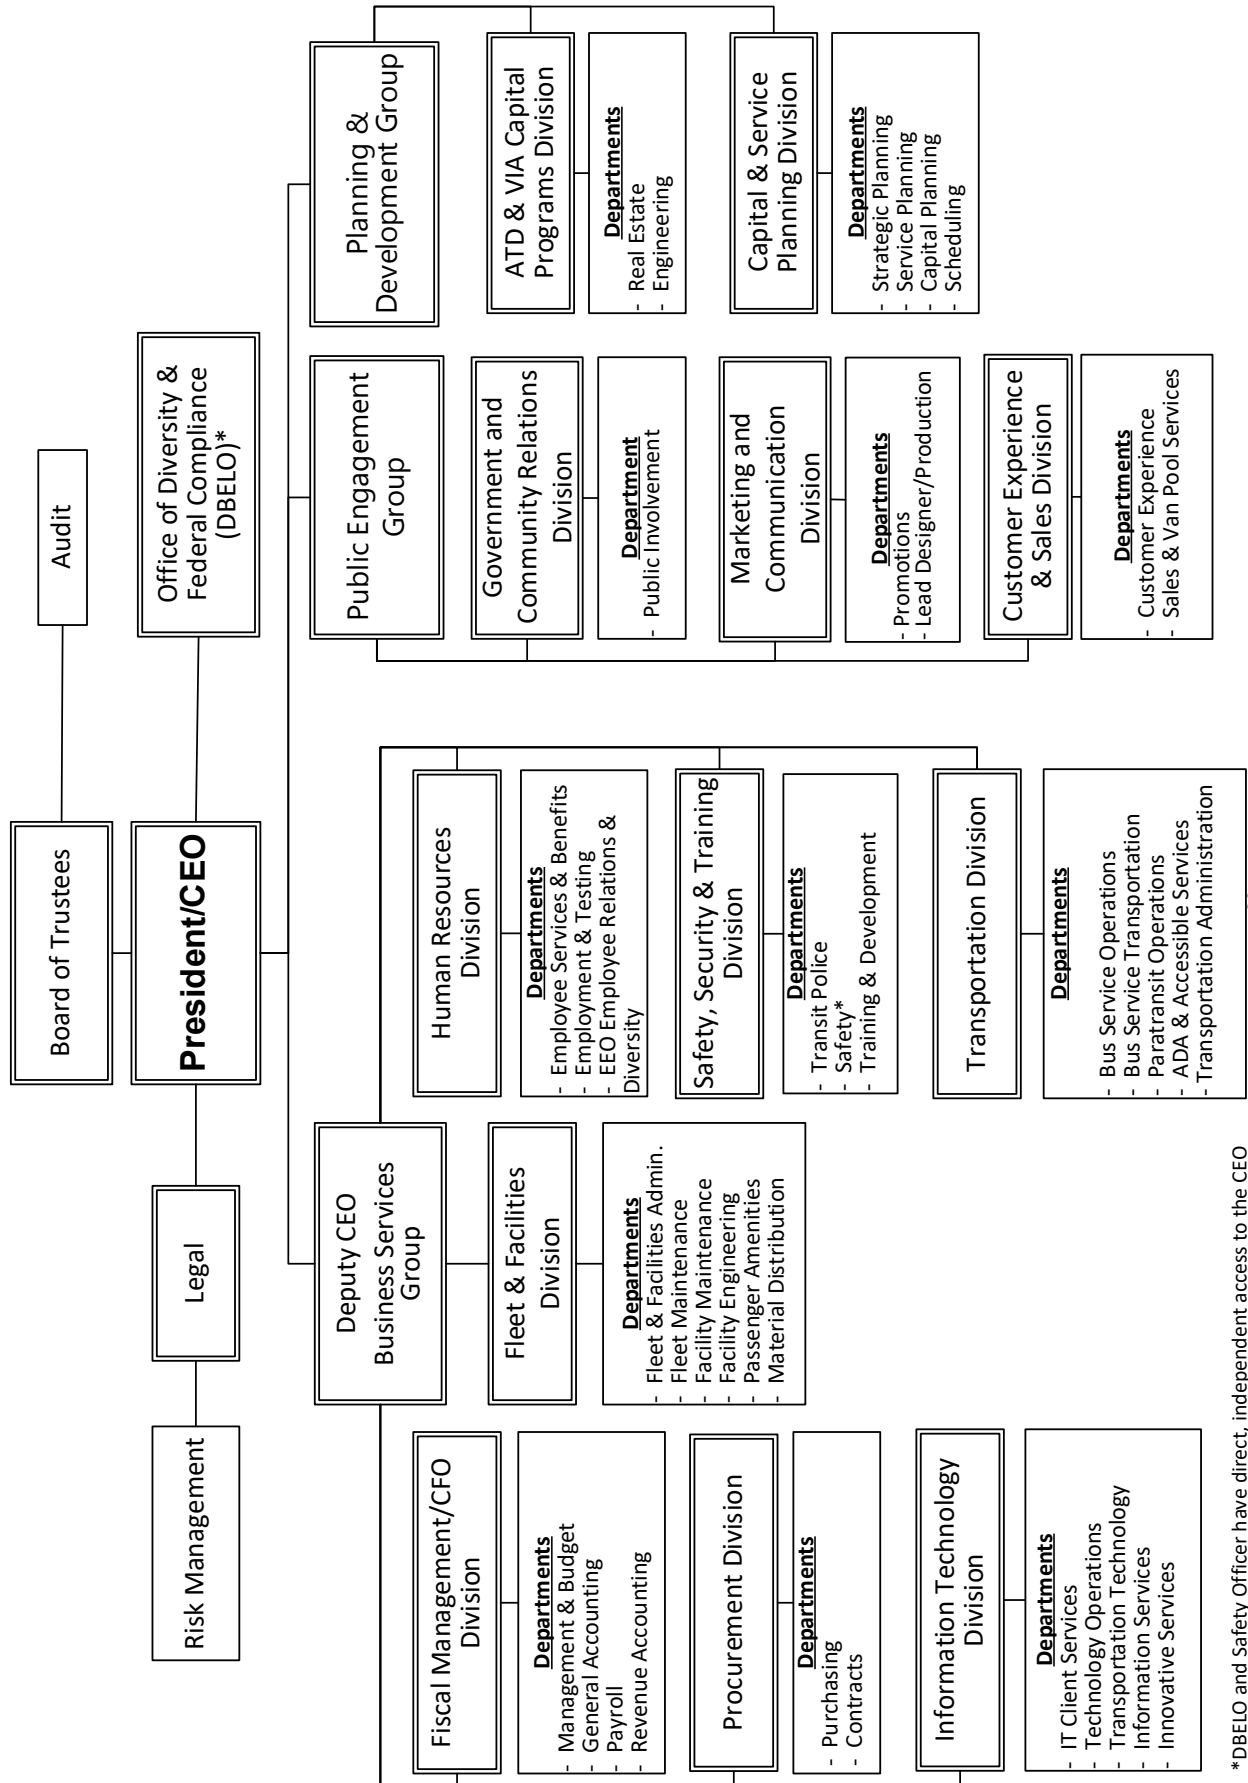 Board of Trustees
Audit
Risk Management
Legal
President/CEO
Office of Diversity &
Federal Compliance
(DBELO)*
Deputy CEO
Business Services
Group
Public Engagement
Group
Planning &
Development Group
Fiscal Management/CFO
Division
Departments
- Management & Budget
- General Accounting
- Payroll
- Revenue Accounting
Procurement Division
Departments
- Purchasing
- Contracts
Information Technology
Division
Departments
- IT Client Services
- Technology Operations
- Transportation Technology
- Information Services
- Innovative Services
Fleet & Facilities
Division
Departments
- Fleet & Facilities Admin.
- Fleet Maintenance
- Facility Maintenance
- Facility Engineering
- Passenger Amenities
- Material Distribution
Human Resources
Division
Departments
- Employee Services & Benefits
- Employment & Testing
- EEO Employee Relations &
Diversity
Safety, Security & Training
Division
Departments
- Transit Police
- Safety*
- Training & Development
Transportation Division
Departments
- Bus Service Operations
- Bus Service Transportation
- Paratransit Operations
- ADA & Accessible Services
- Transportation Administration
Government and
Community Relations
Division
Department
- Public Involvement
Marketing and
Communication
Division
Departments
- Promotions
- Lead Designer/Production
Customer Experience
& Sales Division
Departments
- Customer Experience
- Sales & Van Pool Services
ATD & VIA Capital
Programs Division
Departments
- Real Estate
- Engineering
Capital & Service
Planning Division
Departments
- Strategic Planning
- Service Planning
- Capital Planning
- Scheduling
*DBELO and Safety Officer have direct, independent access to the CEO